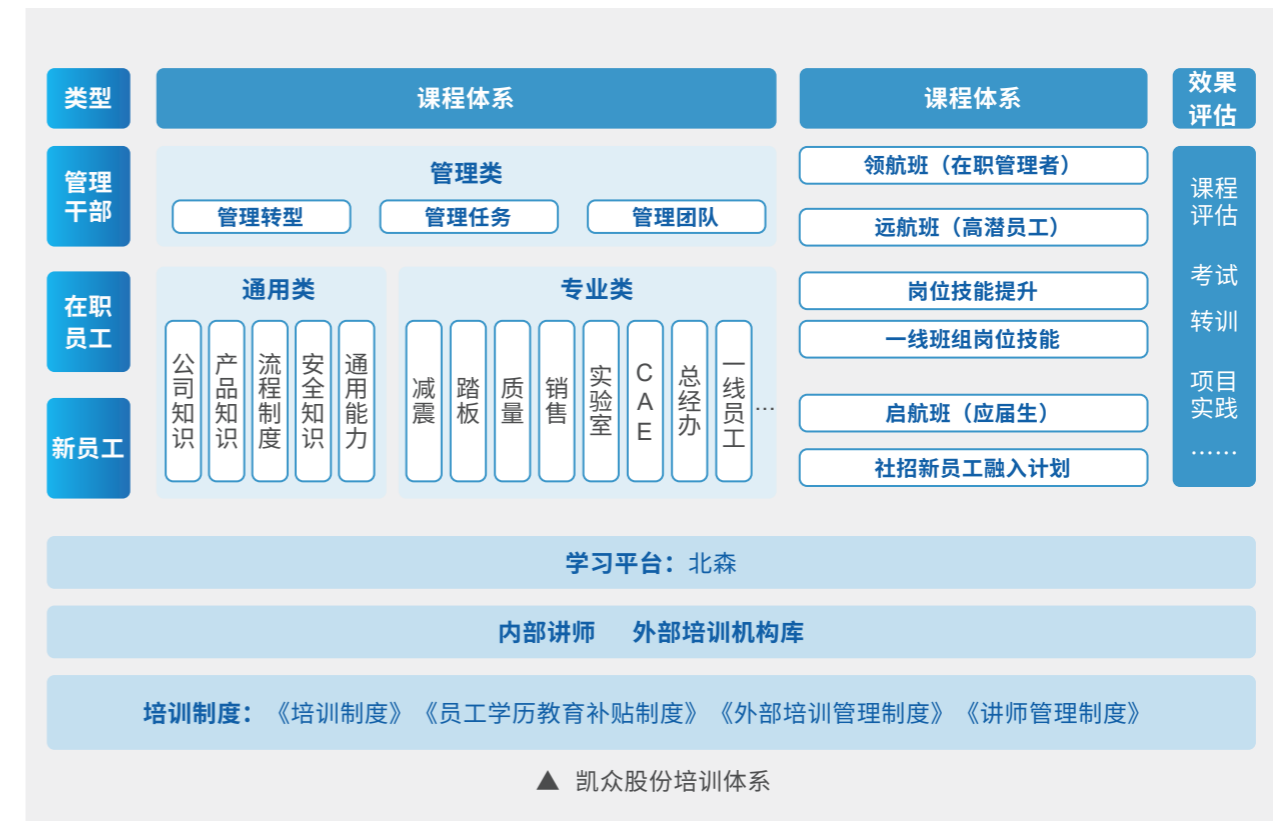 类型
课程体系
课程体系
效果
评估
管理
干部
管理类
管理转型
管理任务
管理团队
领航班（在职管理者）
远航班（高潜员工）
课程
评估
考试
转训
项目
实践
……
在职
员工
新员工
通用类
公司知识
产品知识
流程制度
安全知识
通用能力
专业类
减震
踏板
质量
销售
实验室
CAE
总经办
一线员工
…
岗位技能提升
一线班组岗位技能
启航班（应届生）
社招新员工融入计划
学习平台：北森
内部讲师 外部培训机构库
培训制度：《培训制度》《员工学历教育补贴制度》《外部培训管理制度》《讲师管理制度》
▲ 凯众股份培训体系